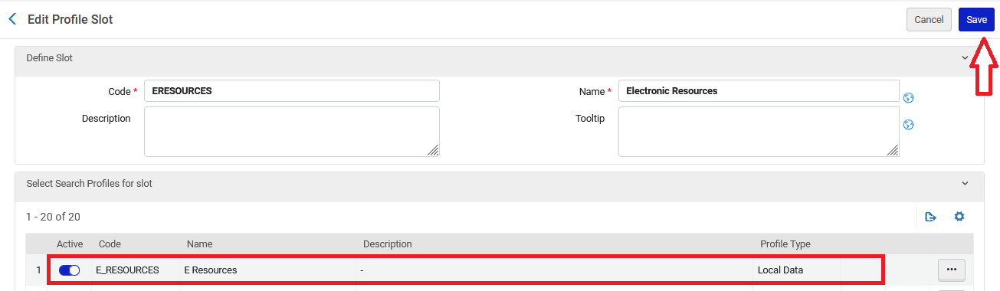 Edit Profile Slot
Cancel
Save
Define Slot
Code *
ERESOURCES
Name *
Electronic Resources
Description
Tooltip
Select Search Profiles for slot
1 - 20 of 20
Active Code Name Description Profile Type
1 E_RESOURCES E Resources - Local Data